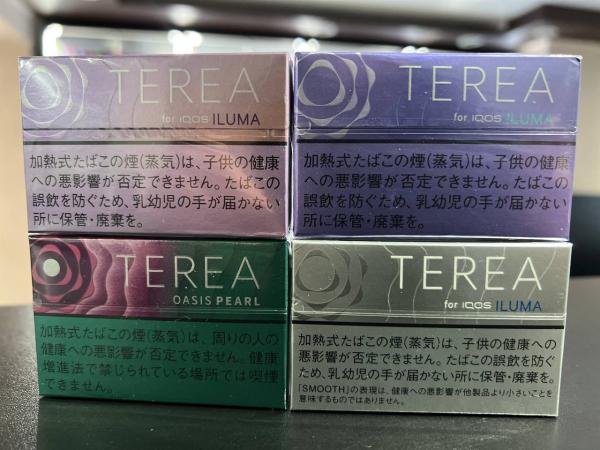 TEREA
for IQOS ILUMA
加熱式たばこの煙(蒸気)は、子供の健康
への悪影響が否定できません。たばこの
誤飲を防ぐため、乳幼児の手が届かない
所に保管・廃棄を。
TEREA
for IQOS ILUMA
加熱式たばこの煙(蒸気)は、子供の健康
への悪影響が否定できません。たばこの
誤飲を防ぐため、乳幼児の手が届かない
所に保管・廃棄を。
TEREA
OASIS PEARL
加熱式たばこの煙(蒸気)は、周りの人の
健康への悪影響が否定できません。健康
増進法で禁じられている場所では喫煙
できません。
TEREA
for IQOS ILUMA
加熱式たばこの煙(蒸気)は、子供の健康への
悪影響が否定できません。たばこの誤飲を防ぐ
ため、乳幼児の手が届かない所に保管・廃棄を。
「SMOOTH」の表現は、健康への悪影響が他製品より小さいことを
意味するものではありません。